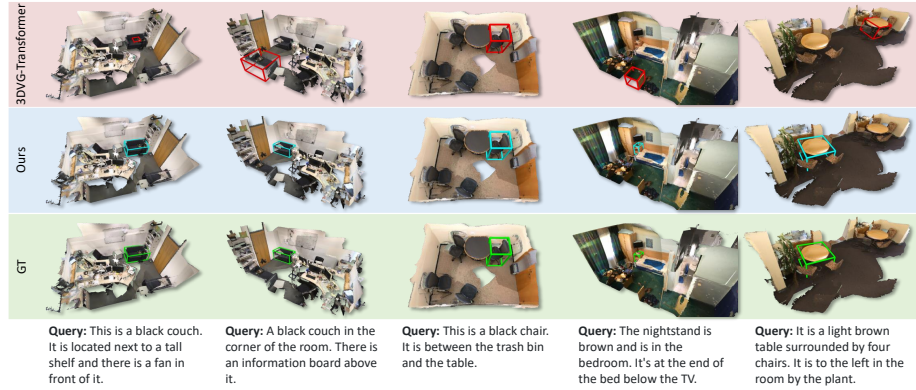 3DVG-Transformer
Ours
GT
Query: This is a black couch.
It is located next to a tall
shelf and there is a fan in
front of it.
Query: A black couch in the
corner of the room. There is
an information board above
it.
Query: This is a black chair.
It is between the trash bin
and the table.
Query: The nightstand is
brown and is in the
bedroom. It's at the end of
the bed below the TV.
Query: It is a light brown
table surrounded by four
chairs. It is to the left in the
room by the plant.